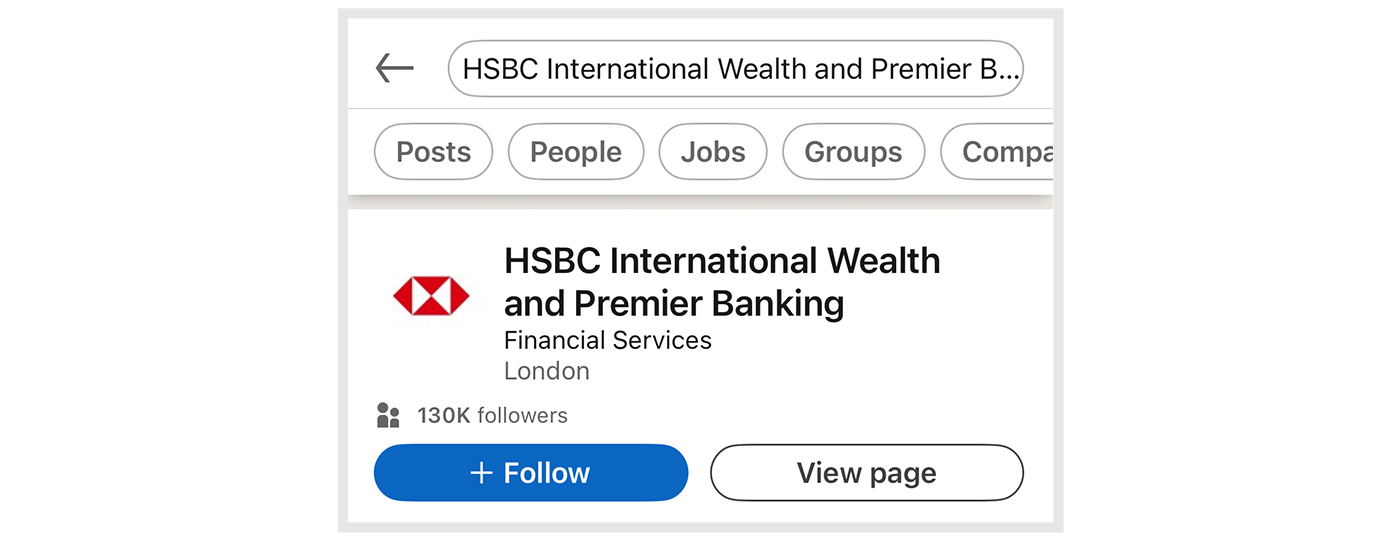 HSBC International Wealth and Premier B...
Posts People Jobs Groups Compa
HSBC International Wealth
and Premier Banking
Financial Services
London
130K followers
+ Follow View page